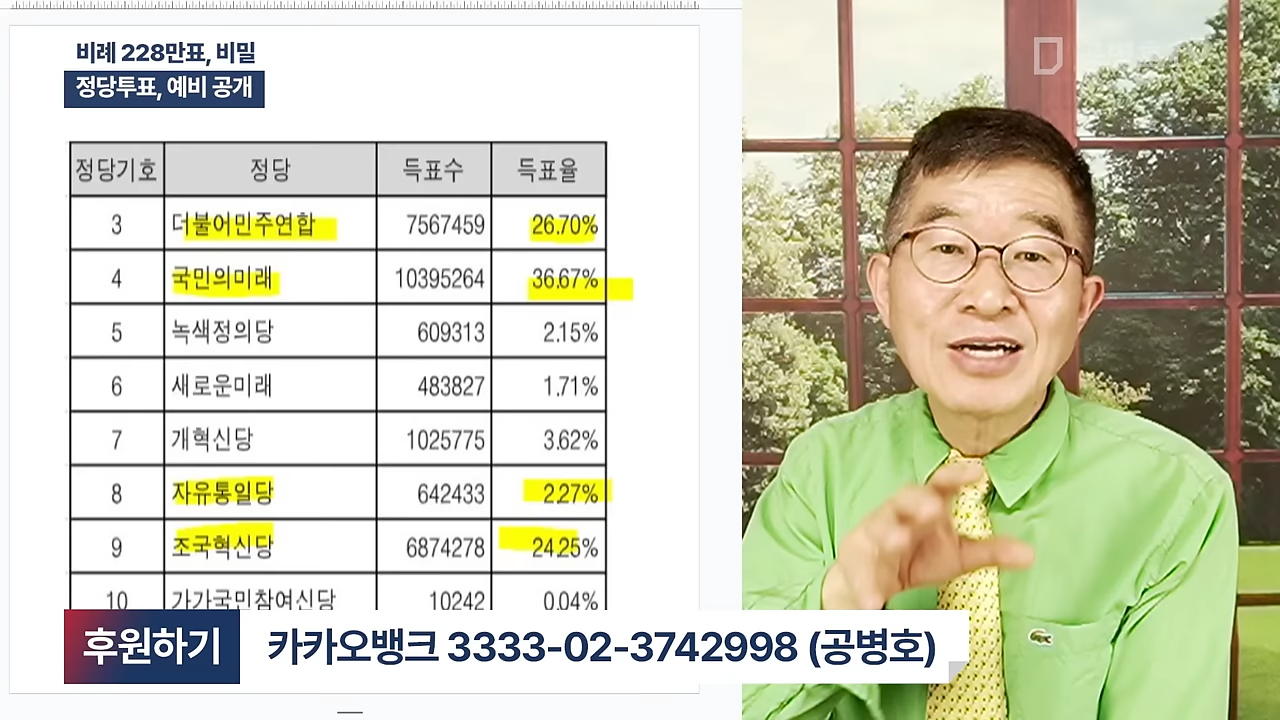 비례 228만표, 비밀
정당투표, 예비 공개
정당기호 정당 득표수 득표율
3 더불어민주연합 7567459 26.70%
4 국민의미래 10395264 36.67%
5 녹색정의당 609313 2.15%
6 새로운미래 483827 1.71%
7 개혁신당 1025775 3.62%
8 자유통일당 642433 2.27%
9 조국혁신당 6874278 24.25%
10 가가국민참여신당 10242 0.04%
후원하기 카카오뱅크 3333-02-3742998 (공병호)